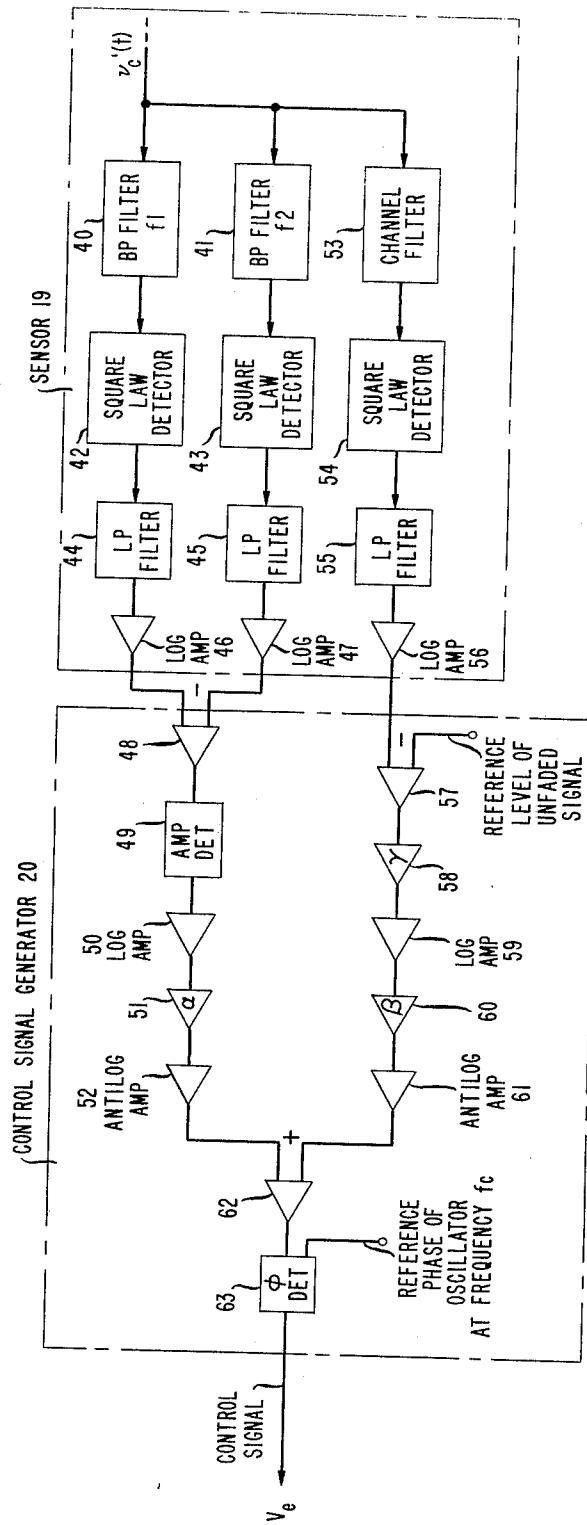 CONTROL SIGNAL GENERATOR 20
SENSOR 19
νc'(t)
40
BP FILTER
f1
42
SQUARE
LAW
DETECTOR
44
LP
FILTER
LOG
AMP
46
48
49
AMP
DET
50
LOG
AMP
51
α
52
ANTILOG
AMP
41
BP FILTER
f2
43
SQUARE
LAW
DETECTOR
45
LP
FILTER
LOG
AMP 47
−
53
CHANNEL
FILTER
54
SQUARE
LAW
DETECTOR
55
LP
FILTER
LOG
AMP
56
−
57
REFERENCE
LEVEL OF
UNFADED
SIGNAL
γ
58
LOG
AMP
59
β
60
ANTILOG
AMP
61
+
62
63
ϕ
DET
REFERENCE
PHASE OF
OSCILLATOR
AT FREQUENCY fc
CONTROL
SIGNAL
Ve